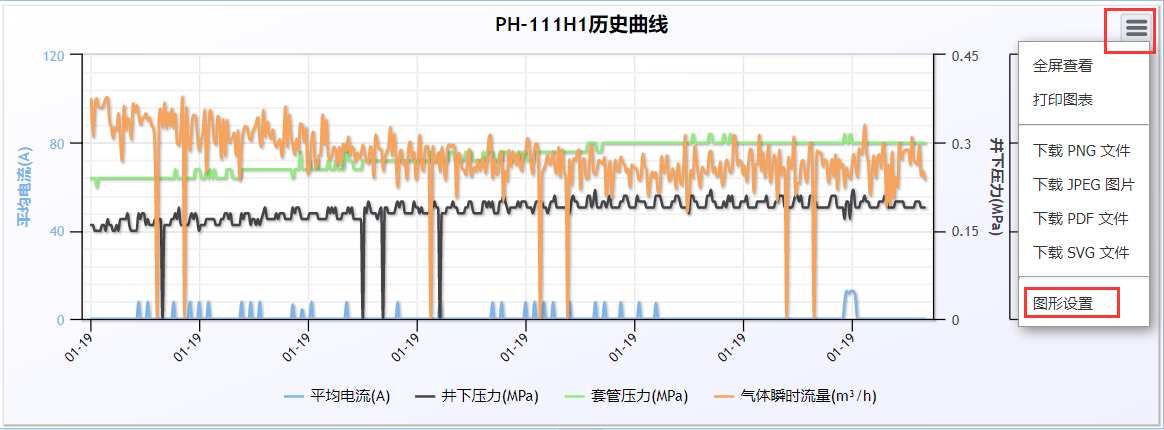 PH-111H1历史曲线
全屏查看
打印图表
下载 PNG 文件
下载 JPEG 图片
下载 PDF 文件
下载 SVG 文件
图形设置
平均电流(A)
120
80
40
0
0.45
0.3
0.15
0
井下压力(MPa)
01-19
01-19
01-19
01-19
01-19
01-19
01-19
01-19
平均电流(A) 井下压力(MPa) 套管压力(MPa) 气体瞬时流量(m³/h)